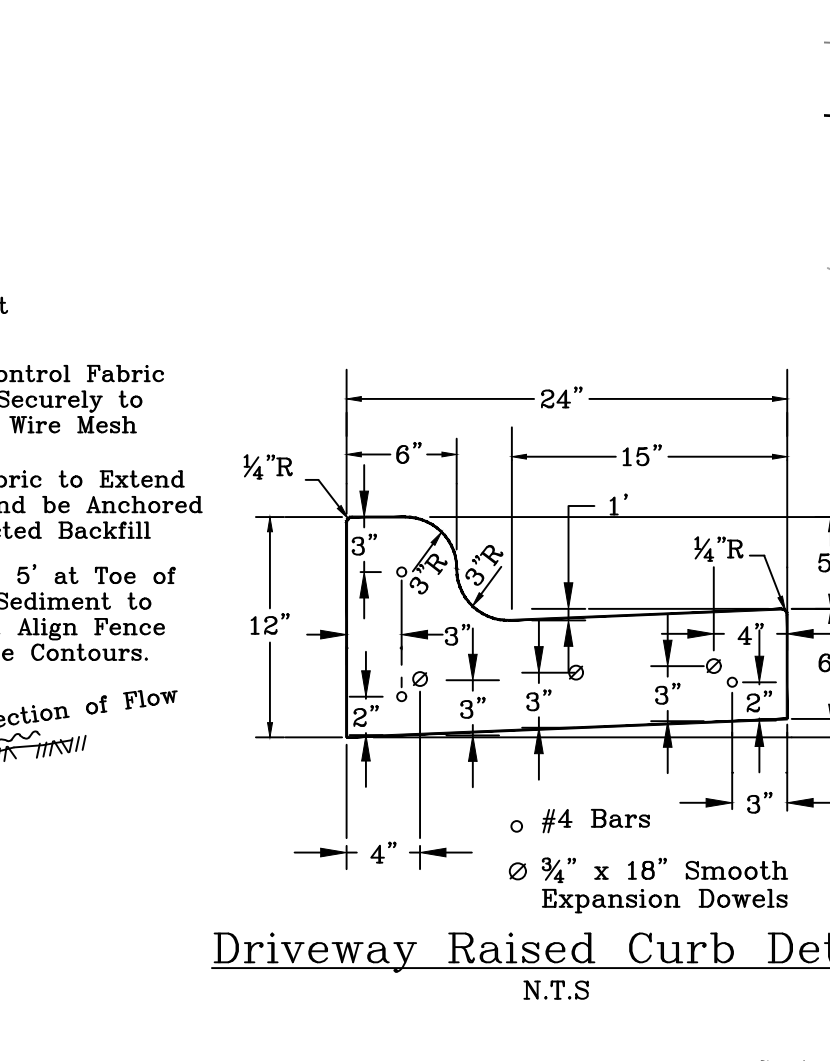 t
ontrol Fabric
Securely to
Wire Mesh
bric to Extend
nd be Anchored
cted Backfill
5' at Toe of
Sediment to
Align Fence
e Contours.
ection of Flow
24”
6”
15”
¼”R
1'
3”
3”R
3”R
¼”R
5
12”
3”
4”
6
3”
3”
3”
2”
2”
3”
4”
#4 Bars
¾” x 18” Smooth
Expansion Dowels
Driveway Raised Curb Det
N.T.S